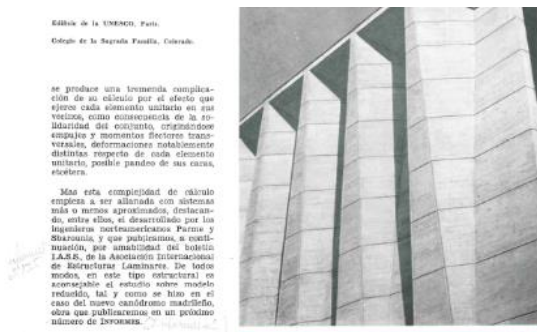 Edificio de la UNESCO, París.
Colegio de la Sagrada Familia, Colorado.
se produce una tremenda complica-
ción de su cálculo por el efecto que
ejerce cada elemento unitario en sus
vecinos, como consecuencia de la so-
lidaridad del conjunto, originándose
empujes y momentos flectores trans-
versales, deformaciones notablemente
distintas respecto de cada elemento
unitario, posible pandeo de sus caras,
etcétera.
Mas esta complejidad de cálculo
empieza a ser allanada con sistemas
más o menos aproximados, destacan-
do, entre ellos, el desarrollado por los
ingenieros norteamericanos Parme y
Sbarounis, y que publicamos, a conti-
nuación, por amabilidad del boletín
I.A.S.S., de la Asociación Internacional
de Estructuras Laminares. De todos
modos, en este tipo estructural es
aconsejable el estudio sobre modelo
reducido, tal y como se hizo en el
caso del nuevo canódromo madrileño,
obra que publicaremos en un próximo
número de INFORMES.